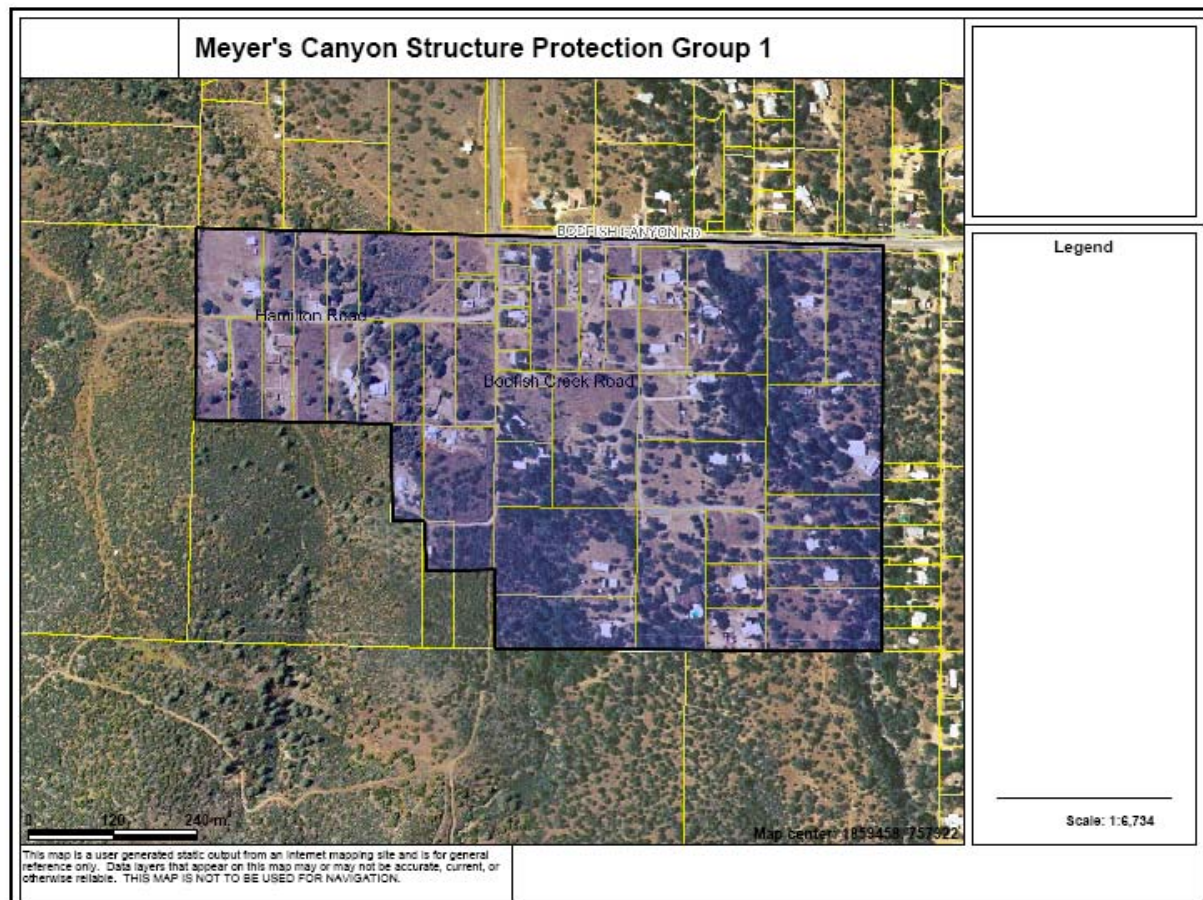 Meyer's Canyon Structure Protection Group 1
BODFISH CANYON RD
Legend
Hamilton Road
Bodfish Creek Road
0 120 240 m.
Map center: 1859458, 757922
Scale: 1:6,734
This map is a user generated static output from an Internet mapping site and is for general
reference only. Data layers that appear on this map may or may not be accurate, current, or
otherwise reliable. THIS MAP IS NOT TO BE USED FOR NAVIGATION.